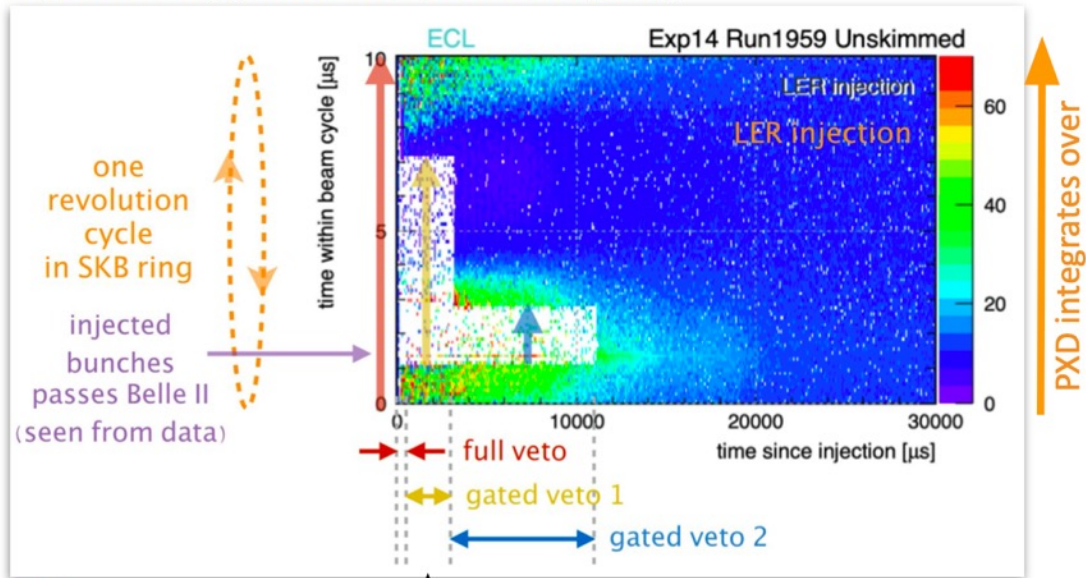 ECL
Exp14 Run1959 Unskimmed
time within beam cycle [μs]
10
5
0
LER injection
LER injection
60
40
20
0
0
10000
20000
30000
time since injection [μs]
one
revolution
cycle
in SKB ring
injected
bunches
passes Belle II
(seen from data)
full veto
gated veto 1
gated veto 2
PXD integrates over